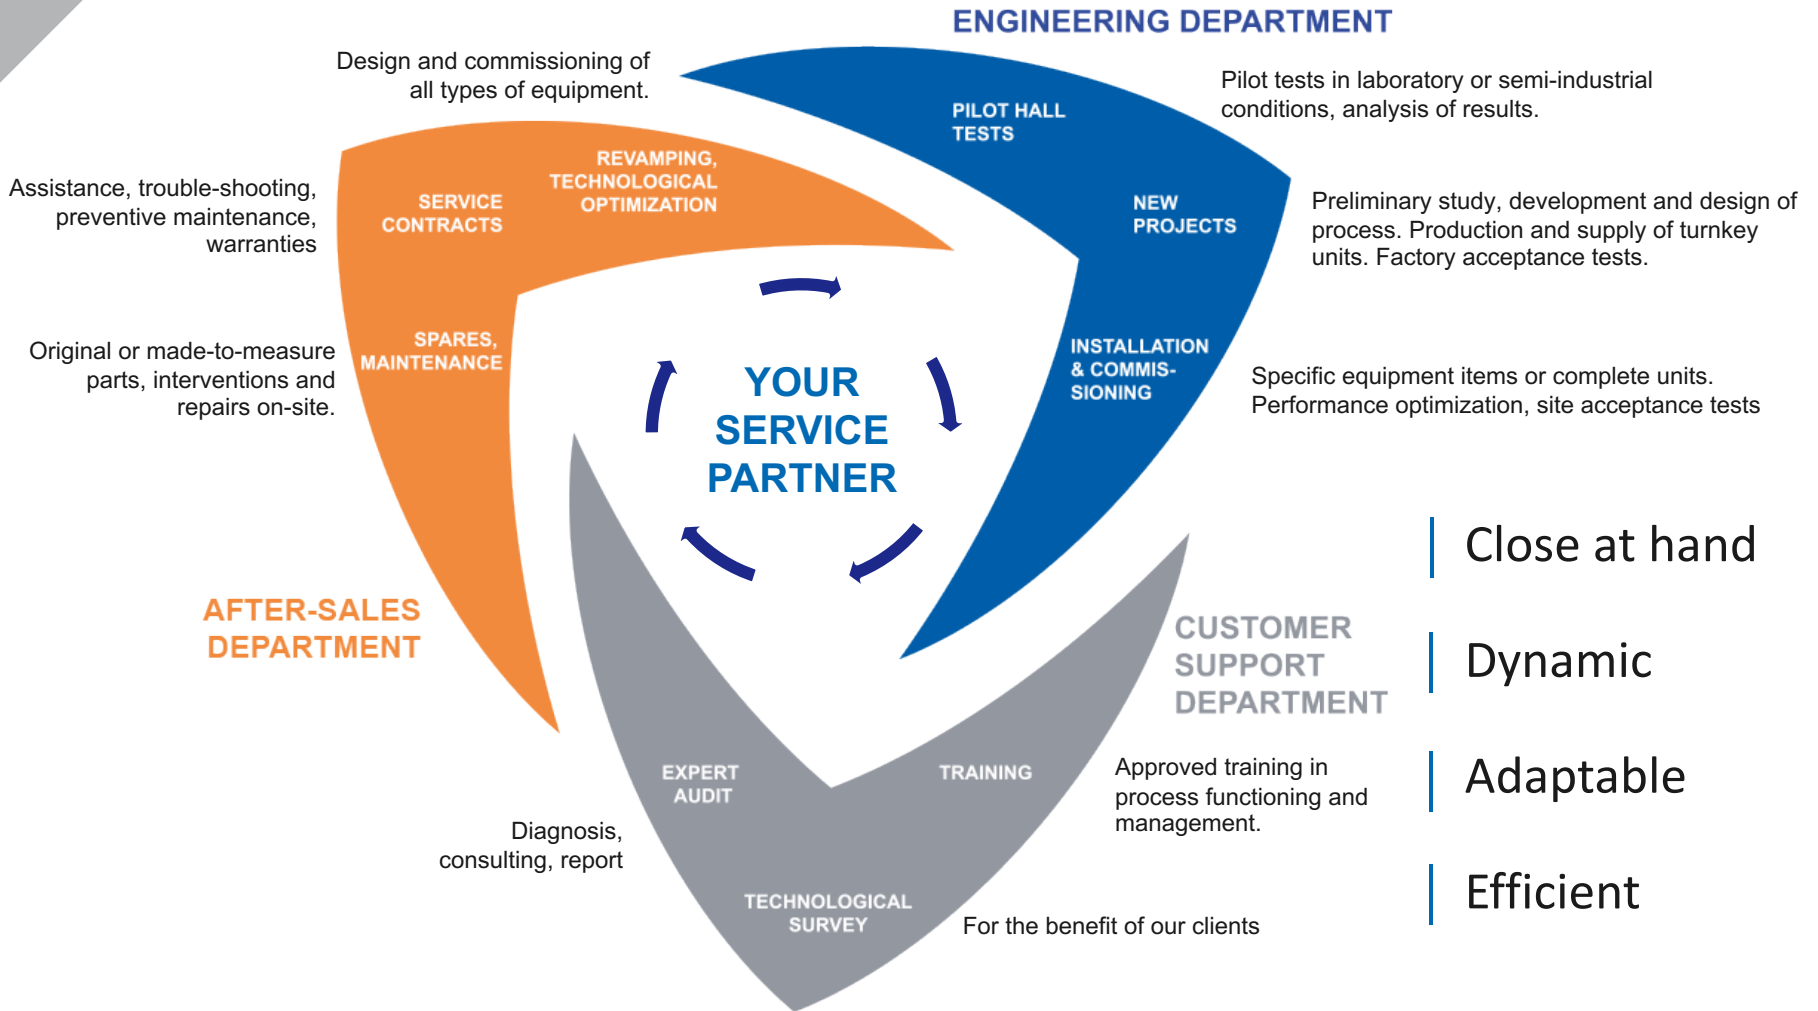 ENGINEERING DEPARTMENT
Design and commissioning of
all types of equipment.
PILOT HALL
TESTS
Pilot tests in laboratory or semi-industrial
conditions, analysis of results.
REVAMPING,
TECHNOLOGICAL
OPTIMIZATION
Assistance, trouble-shooting,
preventive maintenance,
warranties
SERVICE
CONTRACTS
NEW
PROJECTS
Preliminary study, development and design of
process. Production and supply of turnkey
units. Factory acceptance tests.
Original or made-to-measure
parts, interventions and
repairs on-site.
SPARES,
MAINTENANCE
YOUR
SERVICE
PARTNER
INSTALLATION
& COMMIS-
SIONING
Specific equipment items or complete units.
Performance optimization, site acceptance tests
AFTER-SALES
DEPARTMENT
CUSTOMER
SUPPORT
DEPARTMENT
EXPERT
AUDIT
TRAINING
Approved training in
process functioning and
management.
Diagnosis,
consulting, report
TECHNOLOGICAL
SURVEY
For the benefit of our clients
Close at hand
Dynamic
Adaptable
Efficient